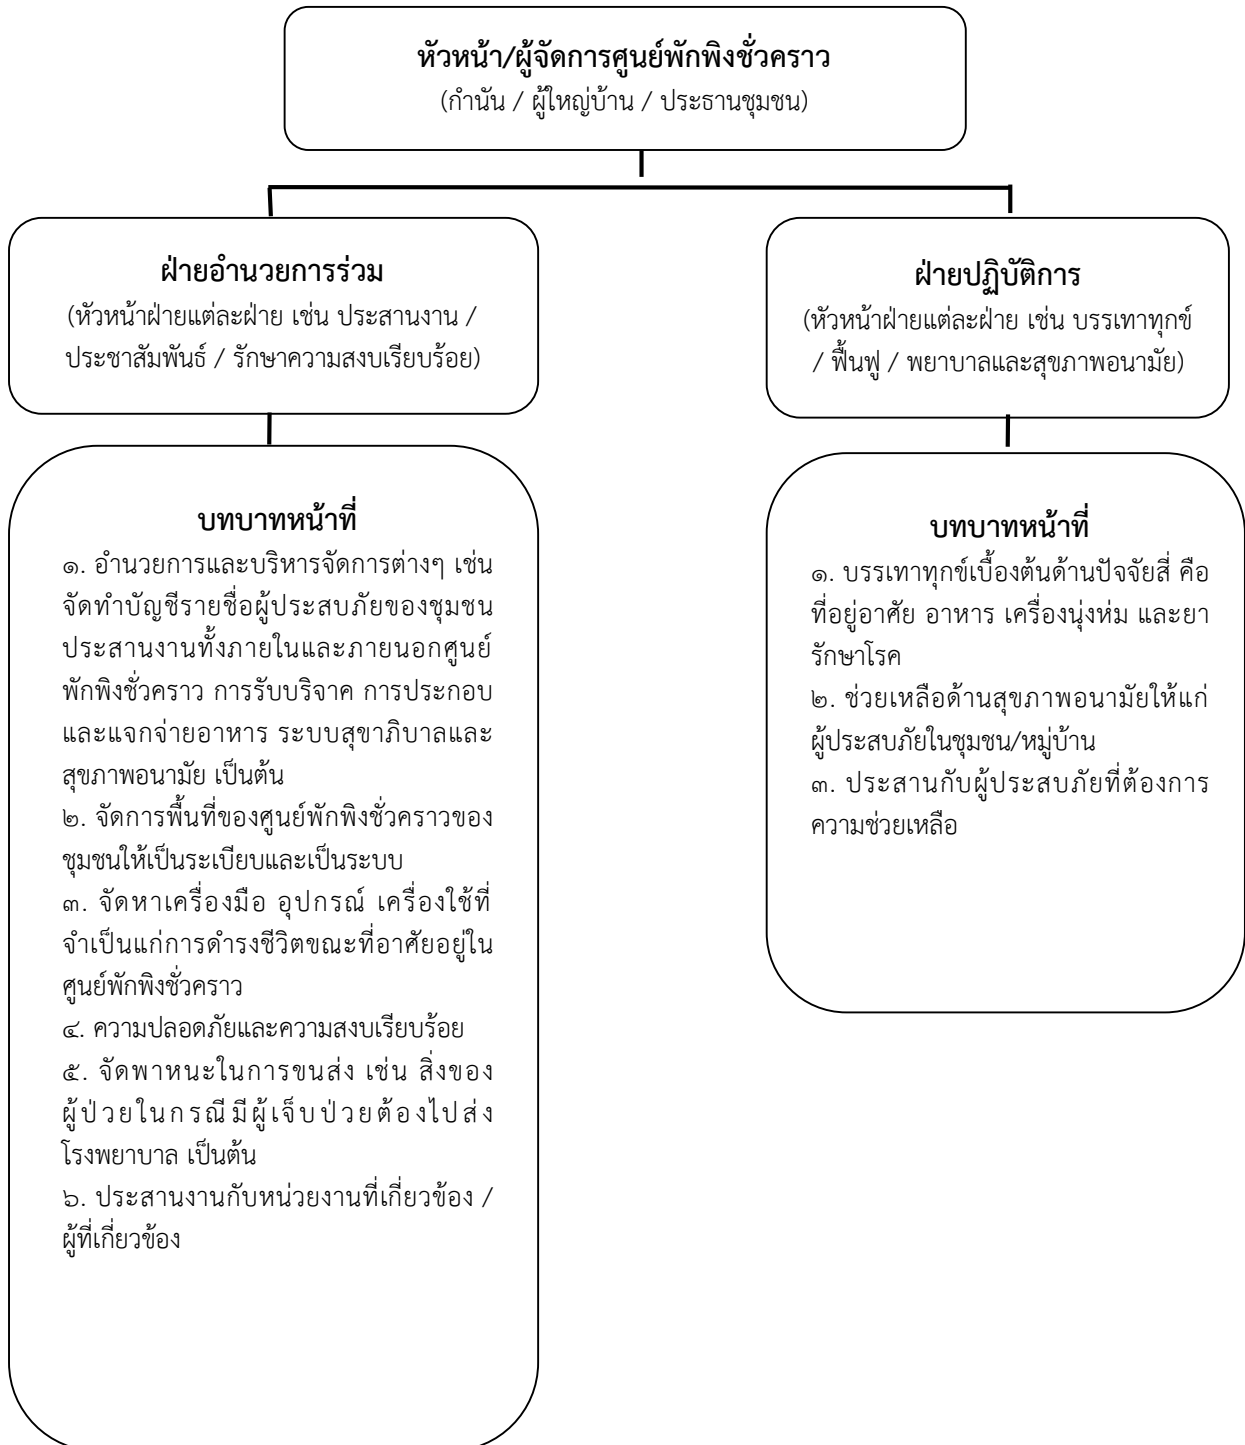 หัวหน้า/ผู้จัดการศูนย์พักพิงชั่วคราว
(กำนัน / ผู้ใหญ่บ้าน / ประธานชุมชน)
ฝ่ายอำนวยการร่วม
(หัวหน้าฝ่ายแต่ละฝ่าย เช่น ประสานงาน /
ประชาสัมพันธ์ / รักษาความสงบเรียบร้อย)
ฝ่ายปฏิบัติการ
(หัวหน้าฝ่ายแต่ละฝ่าย เช่น บรรเทาทุกข์
/ ฟื้นฟู / พยาบาลและสุขภาพอนามัย)
บทบาทหน้าที่
๑. อำนวยการและบริหารจัดการต่างๆ เช่น
จัดทำบัญชีรายชื่อผู้ประสบภัยของชุมชน
ประสานงานทั้งภายในและภายนอกศูนย์
พักพิงชั่วคราว การรับบริจาค การประกอบ
และแจกจ่ายอาหาร ระบบสุขาภิบาลและ
สุขภาพอนามัย เป็นต้น
๒. จัดการพื้นที่ของศูนย์พักพิงชั่วคราวของ
ชุมชนให้เป็นระเบียบและเป็นระบบ
๓. จัดหาเครื่องมือ อุปกรณ์ เครื่องใช้ที่
จำเป็นแก่การดำรงชีวิตขณะที่อาศัยอยู่ใน
ศูนย์พักพิงชั่วคราว
๔. ความปลอดภัยและความสงบเรียบร้อย
๕. จัดพาหนะในการขนส่ง เช่น สิ่งของ
ผู้ป่วยในกรณีมีผู้เจ็บป่วยต้องไปส่ง
โรงพยาบาล เป็นต้น
๖. ประสานงานกับหน่วยงานที่เกี่ยวข้อง /
ผู้ที่เกี่ยวข้อง
บทบาทหน้าที่
๑. บรรเทาทุกข์เบื้องต้นด้านปัจจัยสี่ คือ
ที่อยู่อาศัย อาหาร เครื่องนุ่งห่ม และยา
รักษาโรค
๒. ช่วยเหลือด้านสุขภาพอนามัยให้แก่
ผู้ประสบภัยในชุมชน/หมู่บ้าน
๓. ประสานกับผู้ประสบภัยที่ต้องการ
ความช่วยเหลือ